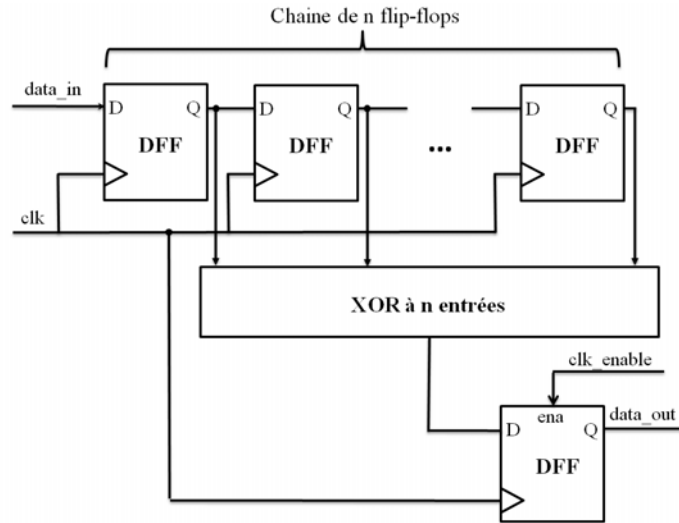 Chaine de n flip-flops
data_in
D Q
DFF
D Q
DFF
...
D Q
DFF
clk
XOR à n entrées
clk_enable
ena
D Q
data_out
DFF